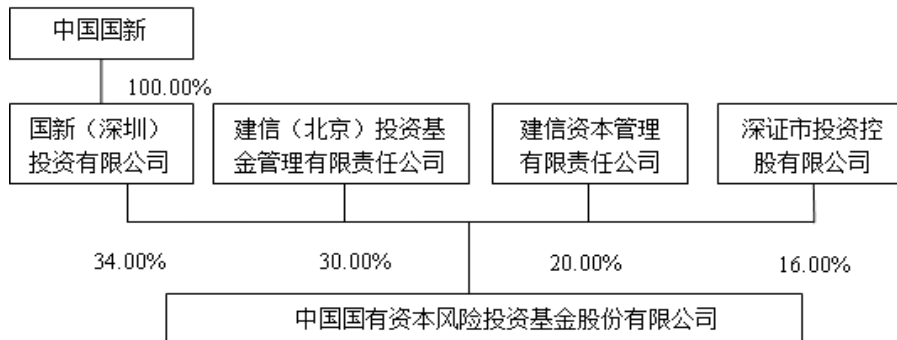 中国国新
100.00%
国新（深圳）
投资有限公司
建信（北京）投资基
金管理有限责任公司
建信资本管理
有限责任公司
深证市投资控
股有限公司
34.00%
30.00%
20.00%
16.00%
中国国有资本风险投资基金股份有限公司